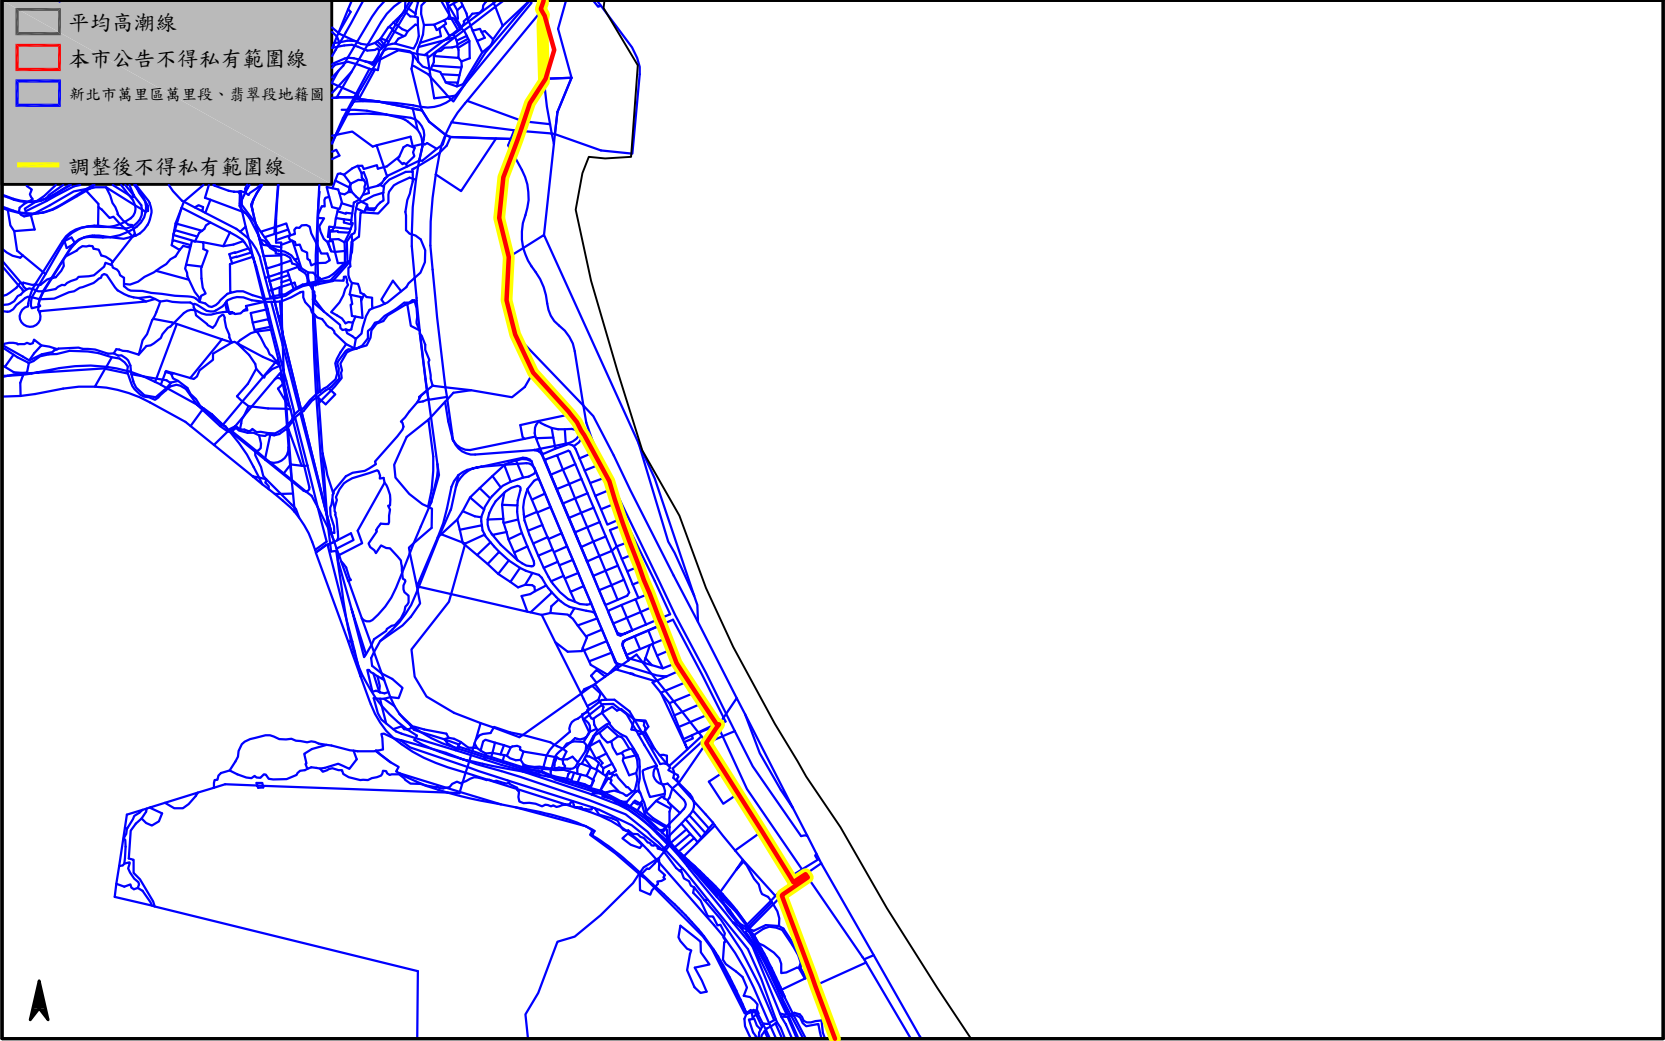 平均高潮線
本市公告不得私有範圍線
新北市萬里區萬里段、翡翠段地籍圖
調整後不得私有範圍線